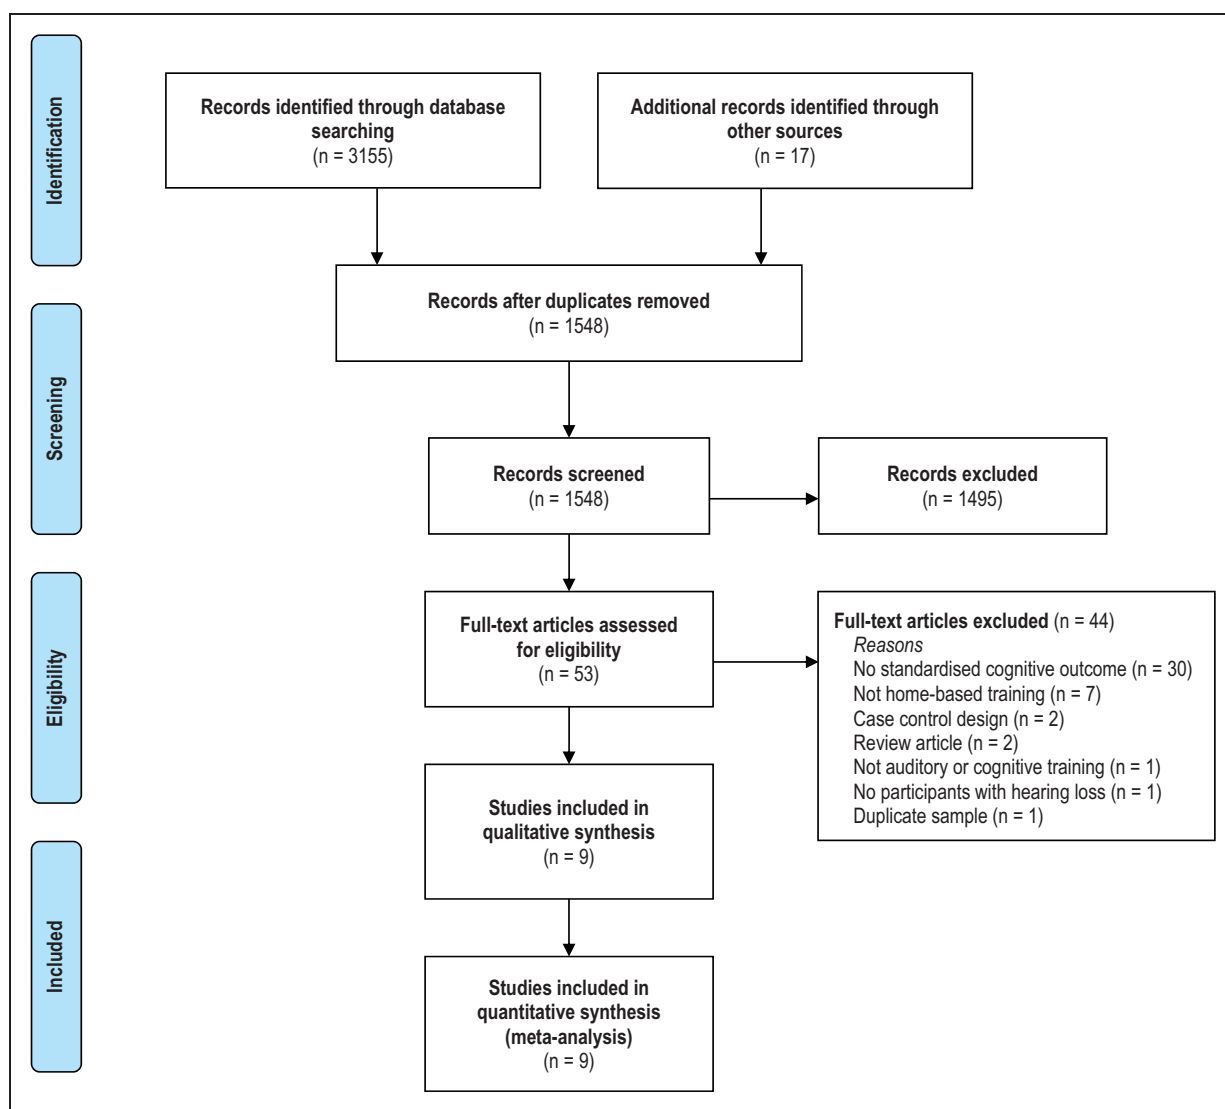 Identification
Records identified through database
searching
(n = 3155)
Additional records identified through
other sources
(n = 17)
Records after duplicates removed
(n = 1548)
Screening
Records screened
(n = 1548)
Records excluded
(n = 1495)
Eligibility
Full-text articles assessed
for eligibility
(n = 53)
Full-text articles excluded (n = 44)
Reasons
No standardised cognitive outcome (n = 30)
Not home-based training (n = 7)
Case control design (n = 2)
Review article (n = 2)
Not auditory or cognitive training (n = 1)
No participants with hearing loss (n = 1)
Duplicate sample (n = 1)
Studies included in
qualitative synthesis
(n = 9)
Included
Studies included in
quantitative synthesis
(meta-analysis)
(n = 9)